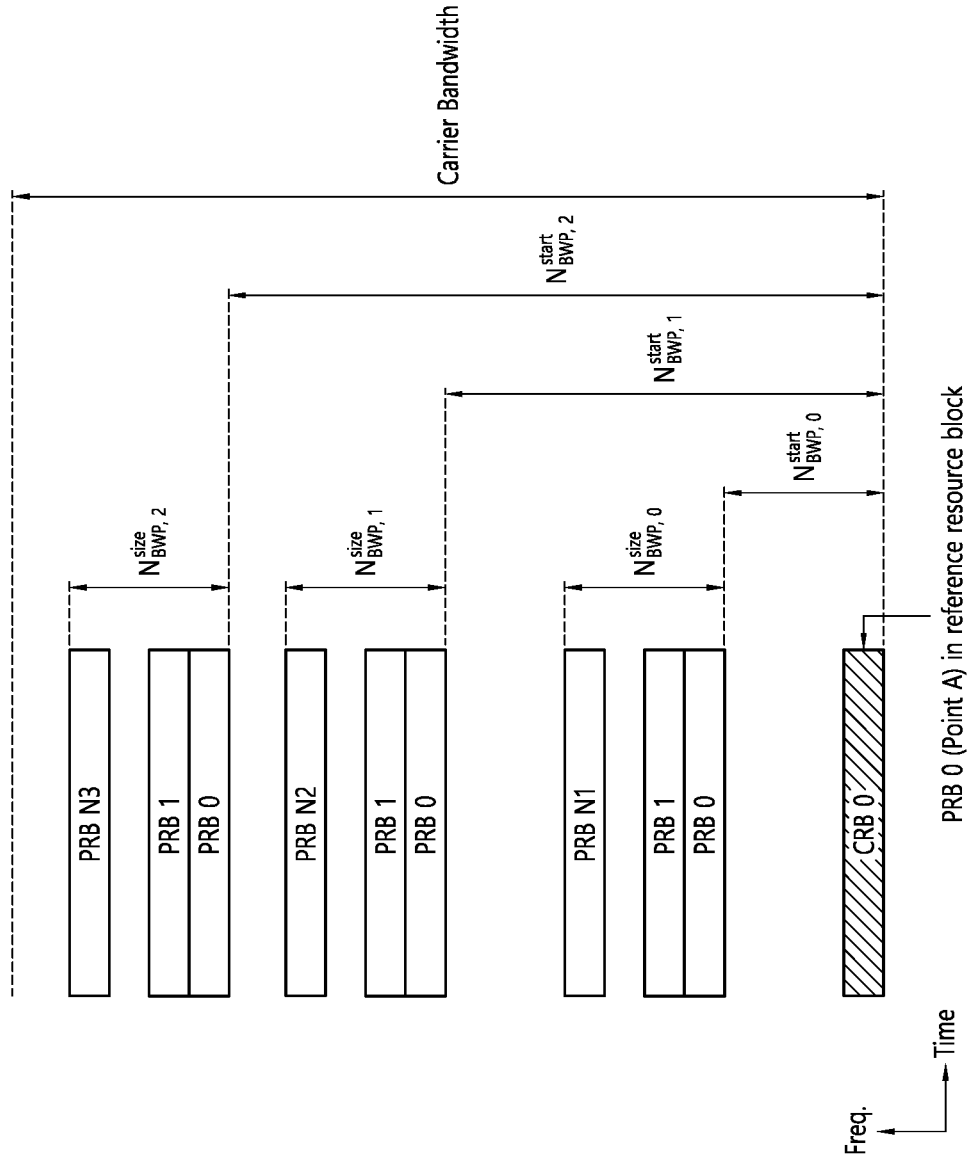 Carrier Bandwidth
N^size_BWP, 2
N^start_BWP, 2
PRB N3
PRB 1
PRB 0
N^size_BWP, 1
N^start_BWP, 1
PRB N2
PRB 1
PRB 0
N^size_BWP, 0
N^start_BWP, 0
PRB N1
PRB 1
PRB 0
CRB 0
PRB 0 (Point A) in reference resource block
Freq.
Time